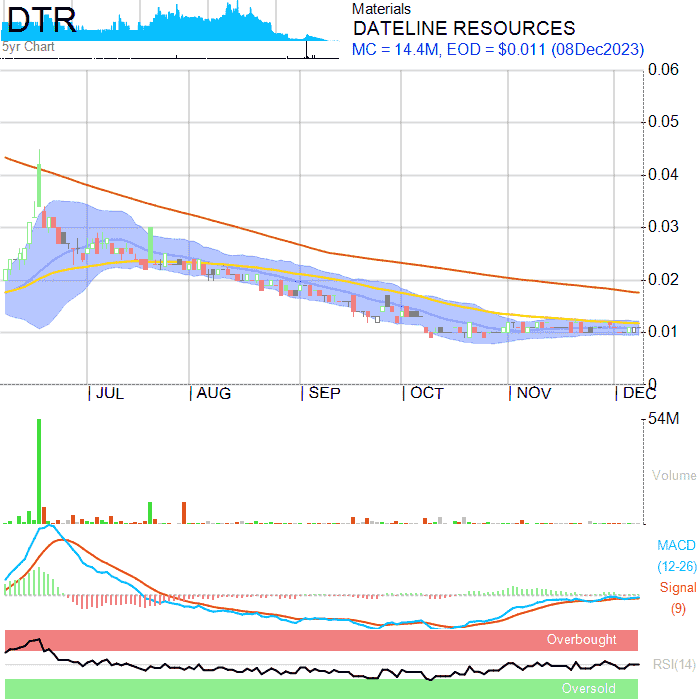 DTR
5yr Chart
Materials
DATELINE RESOURCES
MC = 14.4M, EOD = $0.011 (08Dec2023)
0.06
0.05
0.04
0.03
0.02
0.01
0
JUL AUG SEP OCT NOV DEC
54M
Volume
MACD
(12-26)
Signal
(9)
Overbought
RSI(14)
Oversold